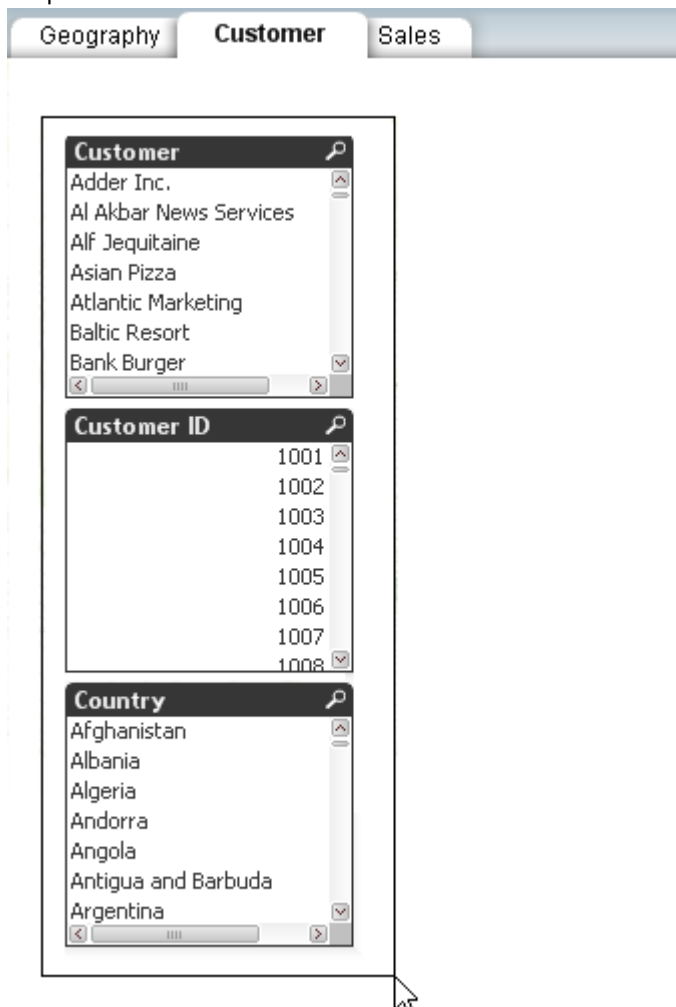 Geography Customer Sales
Customer
Adder Inc.
Al Akbar News Services
Alf Jequitaine
Asian Pizza
Atlantic Marketing
Baltic Resort
Bank Burger
Customer ID
1001
1002
1003
1004
1005
1006
1007
1008
Country
Afghanistan
Albania
Algeria
Andorra
Angola
Antigua and Barbuda
Argentina